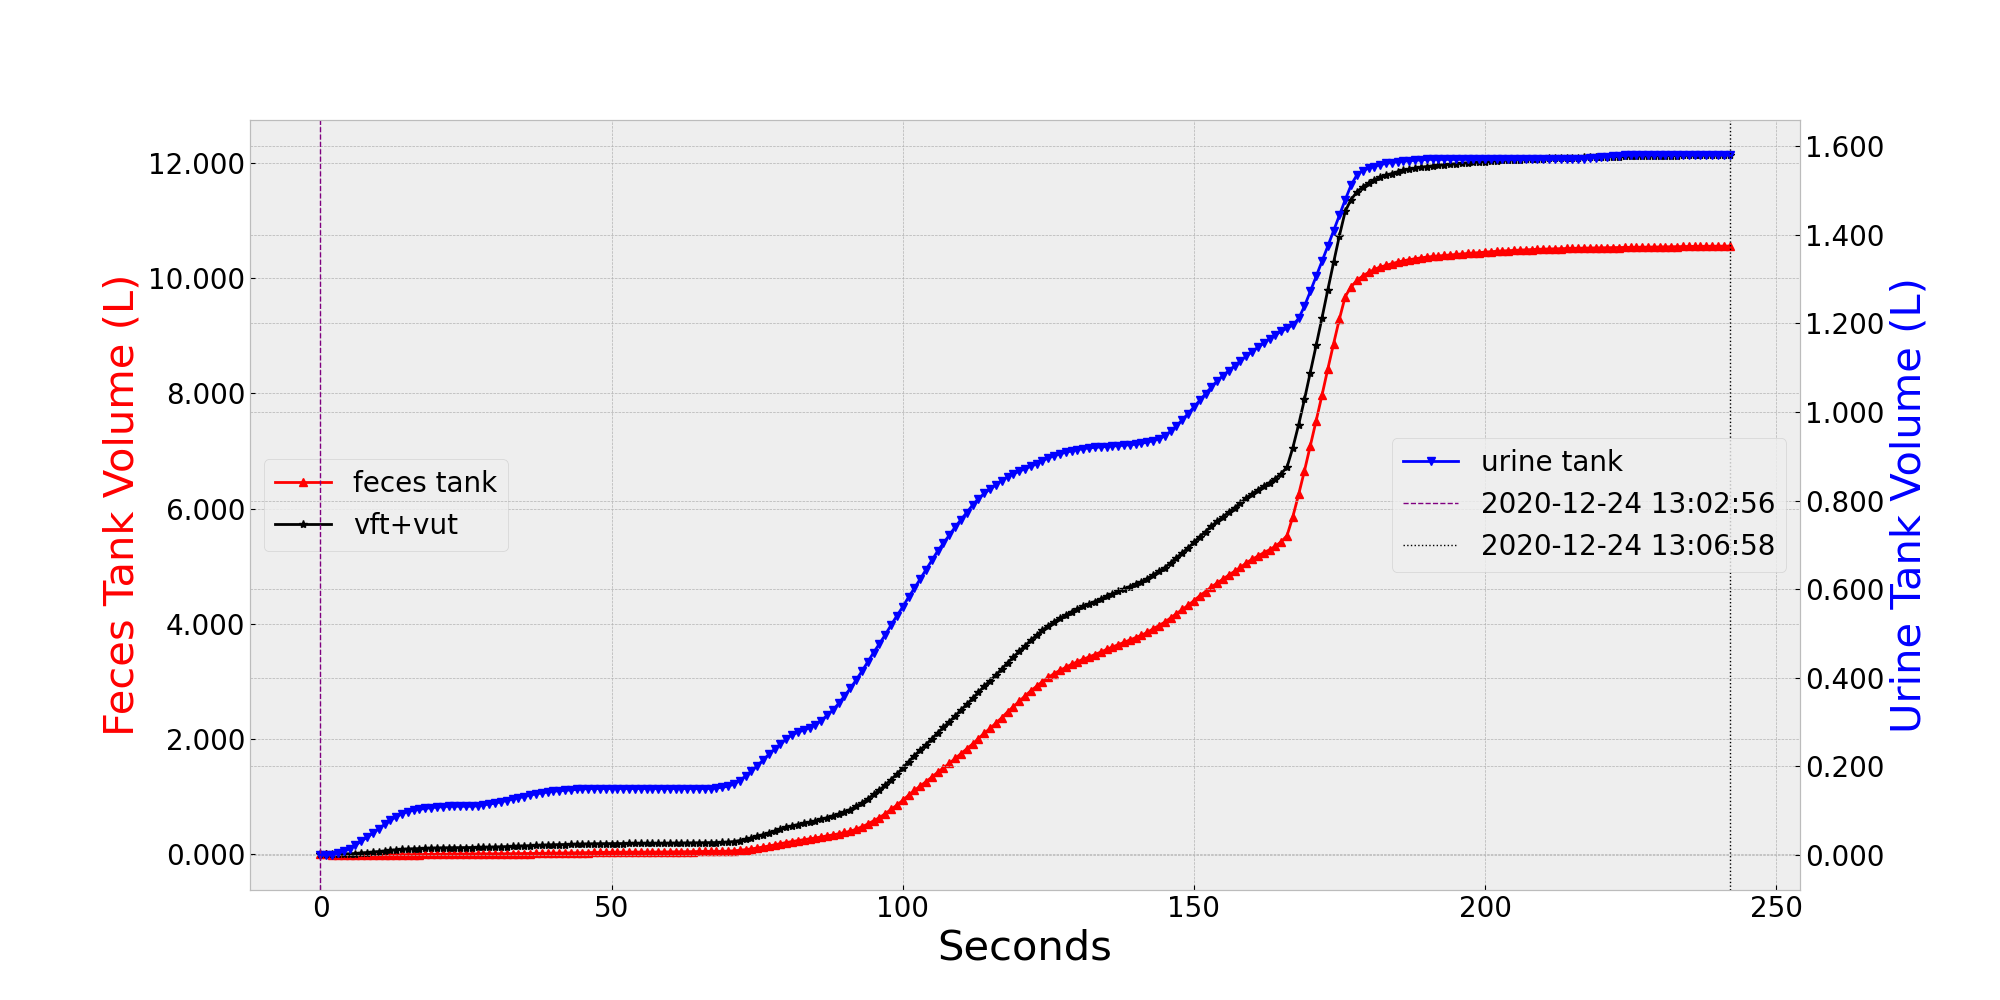 12.000
10.000
8.000
6.000
4.000
2.000
0.000
Feces Tank Volume (L)
feces tank
vft+vut
urine tank
2020-12-24 13:02:56
2020-12-24 13:06:58
1.600
1.400
1.200
1.000
0.800
0.600
0.400
0.200
0.000
Urine Tank Volume (L)
0 50 100 150 200 250
Seconds